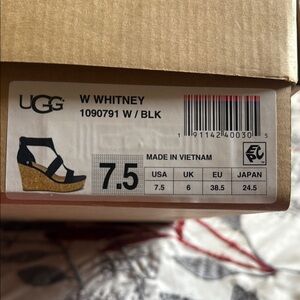 UGG
W WHITNEY
1090791 W / BLK
1 91142 40030 5
7.5
MADE IN VIETNAM
USA UK EU JAPAN
7.5 6 38.5 24.5